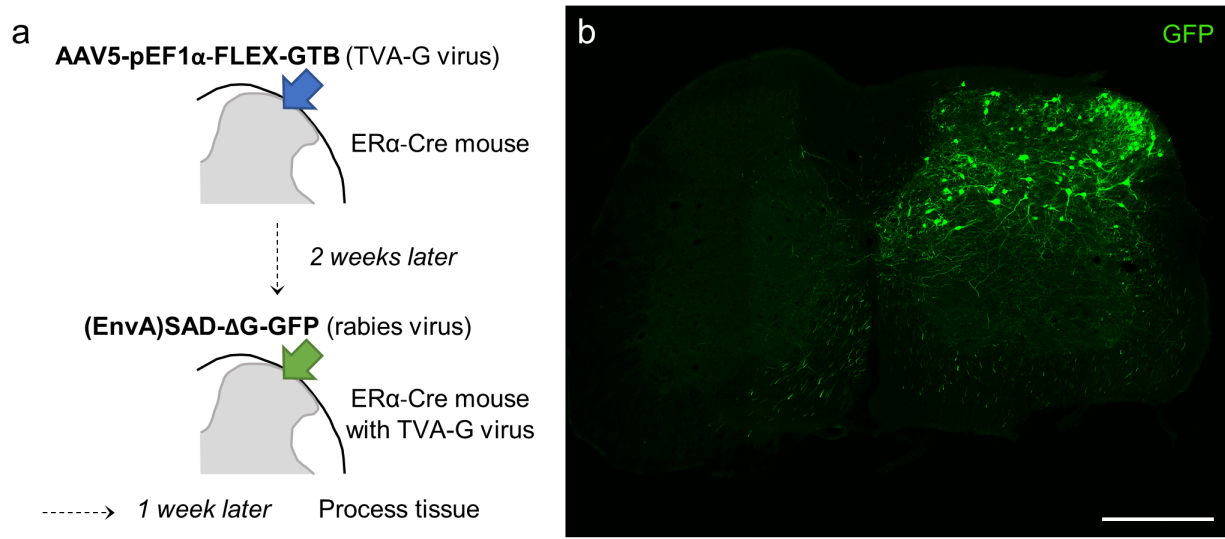 a
AAV5-pEF1α-FLEX-GTB (TVA-G virus)
ERα-Cre mouse
2 weeks later
(EnvA)SAD-ΔG-GFP (rabies virus)
ERα-Cre mouse
with TVA-G virus
1 week later Process tissue
b
GFP